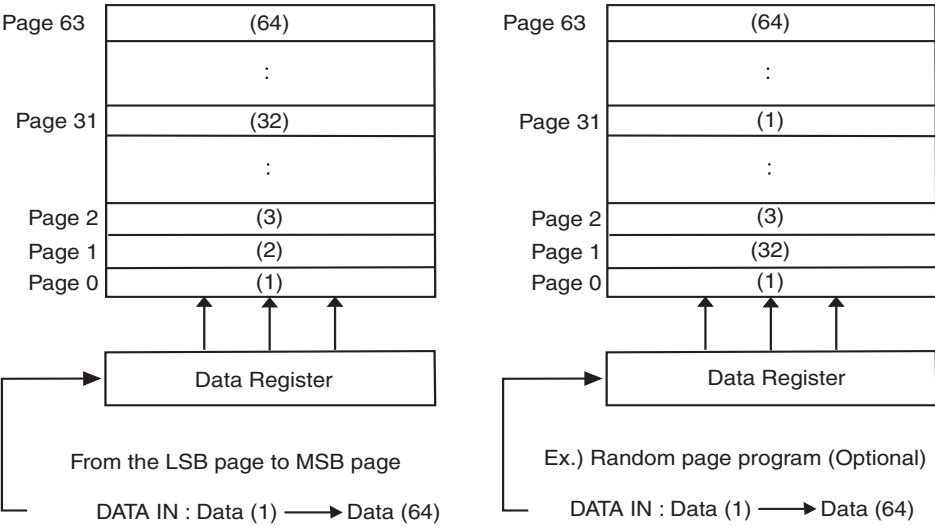 Page 63 (64)
:
Page 31 (32)
:
Page 2 (3)
Page 1 (2)
Page 0 (1)
Data Register
From the LSB page to MSB page
DATA IN : Data (1) Data (64)
Page 63 (64)
:
Page 31 (1)
:
Page 2 (3)
Page 1 (32)
Page 0 (1)
Data Register
Ex.) Random page program (Optional)
DATA IN : Data (1) Data (64)